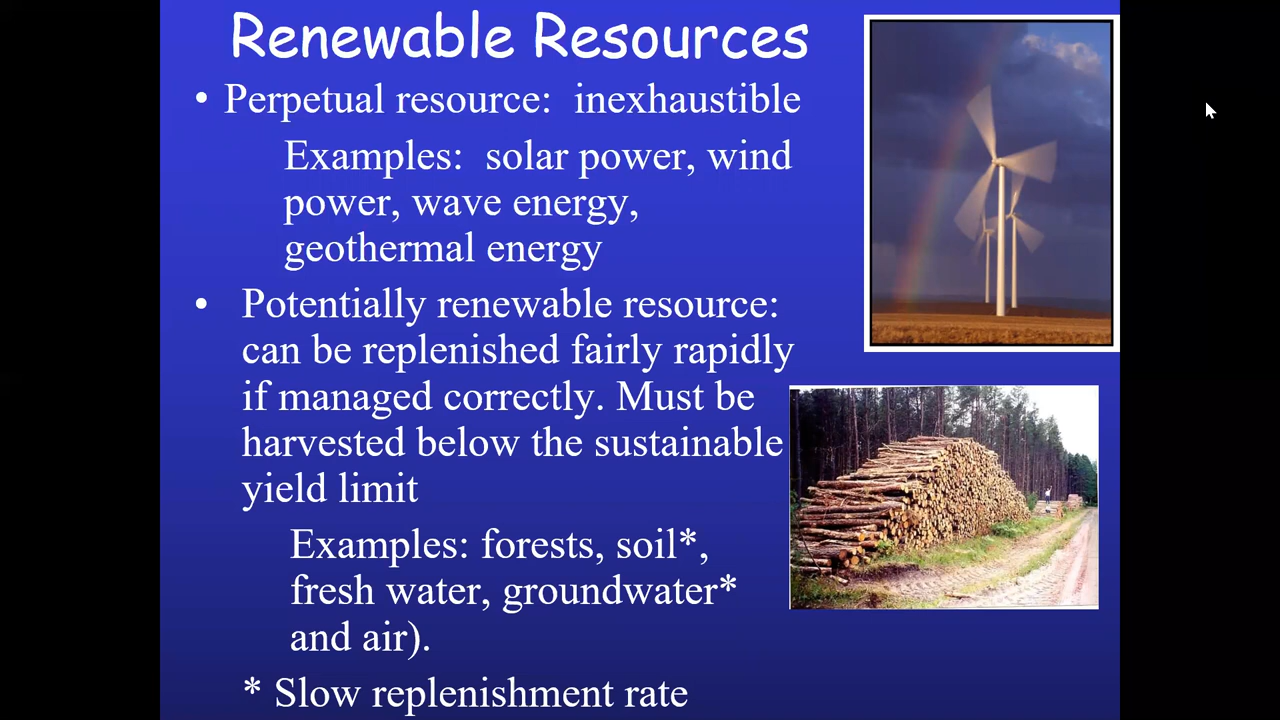 Renewable Resources
• Perpetual resource:  inexhaustible
Examples:  solar power, wind
power, wave energy,
geothermal energy
• Potentially renewable resource:
can be replenished fairly rapidly
if managed correctly. Must be
harvested below the sustainable
yield limit
Examples: forests, soil*,
fresh water, groundwater*
and air).
* Slow replenishment rate